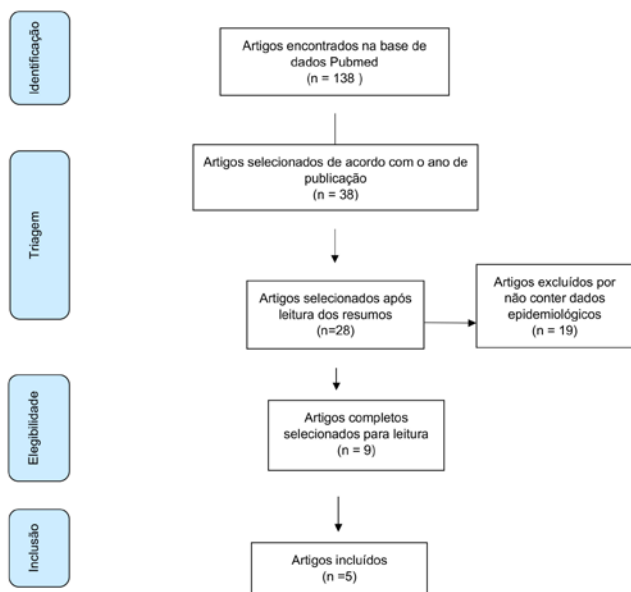 Identificação
Artigos encontrados na base de
dados Pubmed
(n = 138 )
Triagem
Artigos selecionados de acordo com o ano de
publicação
(n = 38)
Artigos selecionados após
leitura dos resumos
(n=28)
Artigos excluídos por
não conter dados
epidemiológicos
(n = 19)
Elegibilidade
Artigos completos
selecionados para leitura
(n = 9)
Inclusão
Artigos incluídos
(n =5)